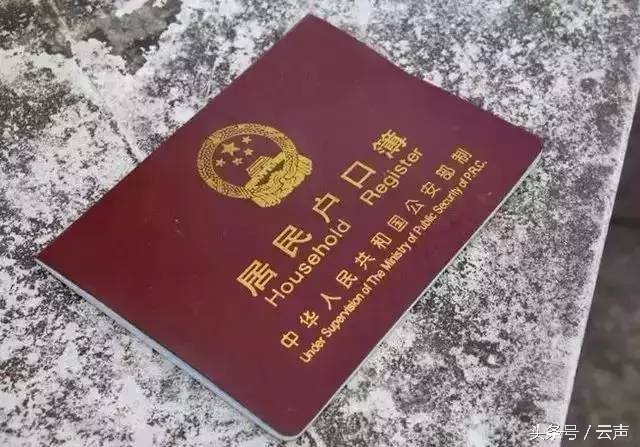 居民户口簿
Household Register
中华人民共和国公安部制
Under Supervision of The Ministry of Public Security of P.R.C.
头条号／云声